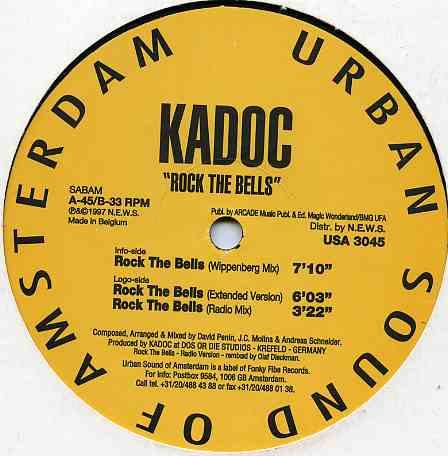 URBAN SOUND OF AMSTERDAM
KADOC
"ROCK THE BELLS"
SABAM
A-45/B-33 RPM
℗&©1997 N.E.W.S.
Made in Belgium
Publ. by ARCADE Music Publ. & Ed. Magic Wonderland/BMG UFA
Distr. by N.E.W.S.
USA 3045
Info-side
Rock The Bells (Wippenberg Mix) 7'10"
Logo-side
Rock The Bells (Extended Version) 6'03"
Rock The Bells (Radio Mix) 3'22"
Composed, Arranged & Mixed by David Penin, J.C. Molina & Andreas Schneider.
Produced by KADOC at DOS OR DIE STUDIOS - KREFELD - GERMANY
Rock The Bells - Radio Version - remixed by Olaf Dieckman.
Urban Sound of Amsterdam is a label of Fonky Fibe Records.
For Info: Postbox 9584, 1006 GB Amsterdam.
Call tel. +31/20/488 43 88 or fax +31/20/488 01 38.